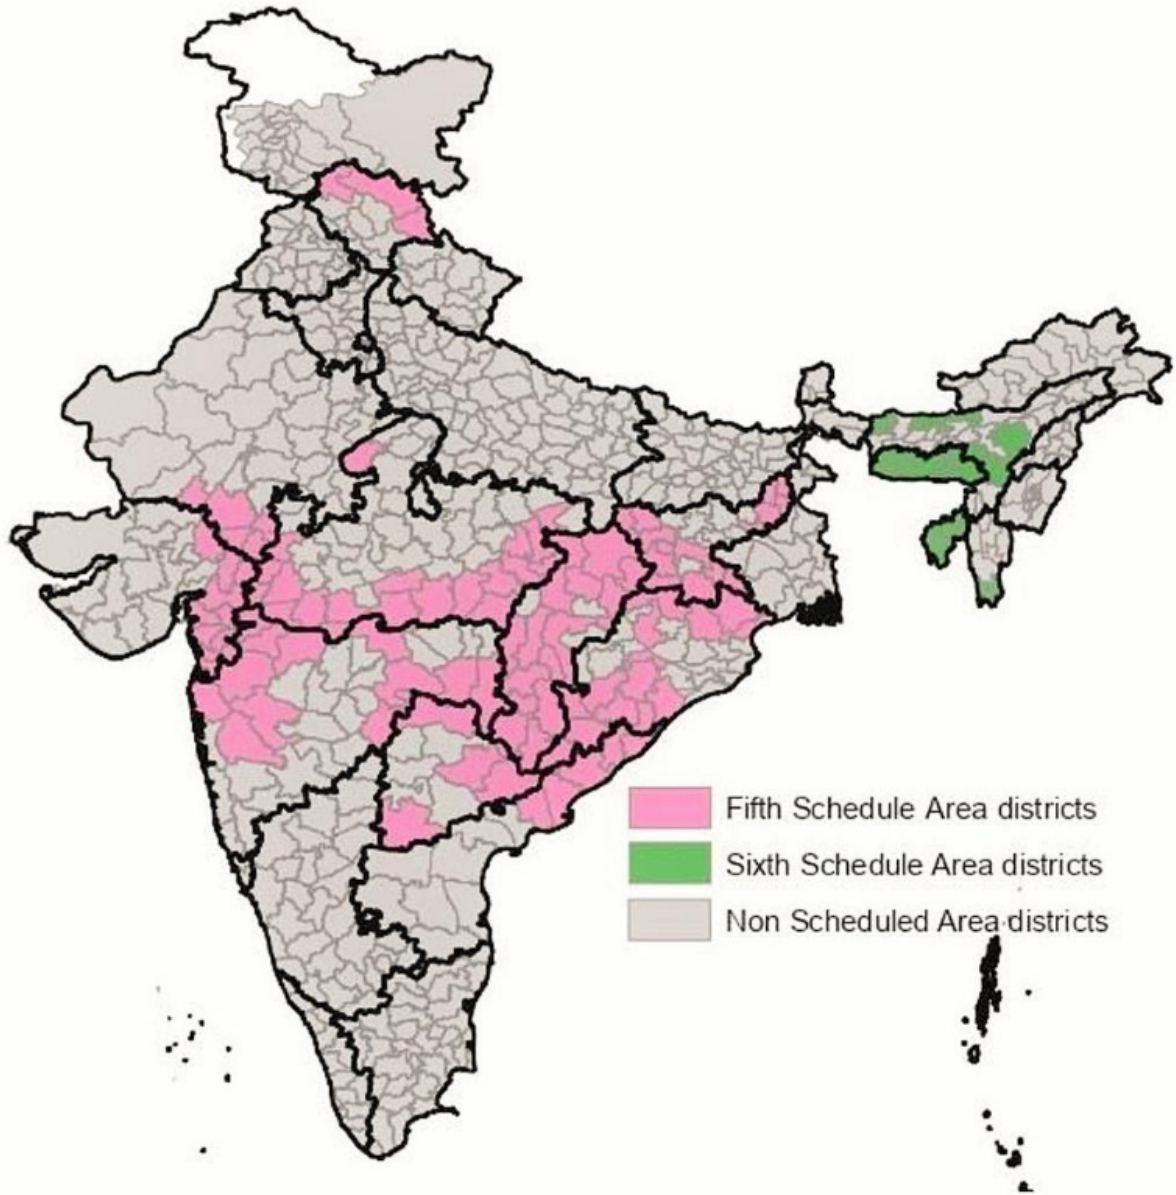 Fifth Schedule Area districts
Sixth Schedule Area districts
Non Scheduled Area districts